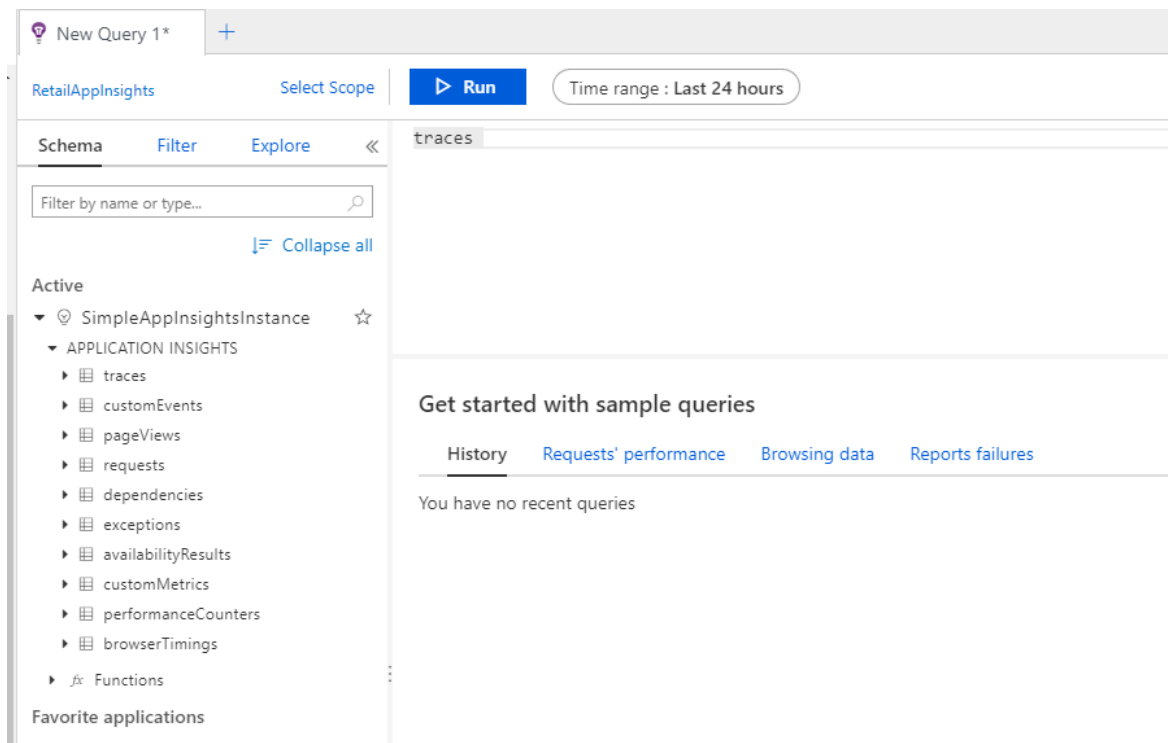 New Query 1*
RetailAppInsights
Select Scope
Run
Time range : Last 24 hours
Schema
Filter
Explore
Filter by name or type...
Collapse all
Active
SimpleAppInsightsInstance
APPLICATION INSIGHTS
traces
customEvents
pageViews
requests
dependencies
exceptions
availabilityResults
customMetrics
performanceCounters
browserTimings
fx Functions
Favorite applications
traces
Get started with sample queries
History
Requests' performance
Browsing data
Reports failures
You have no recent queries